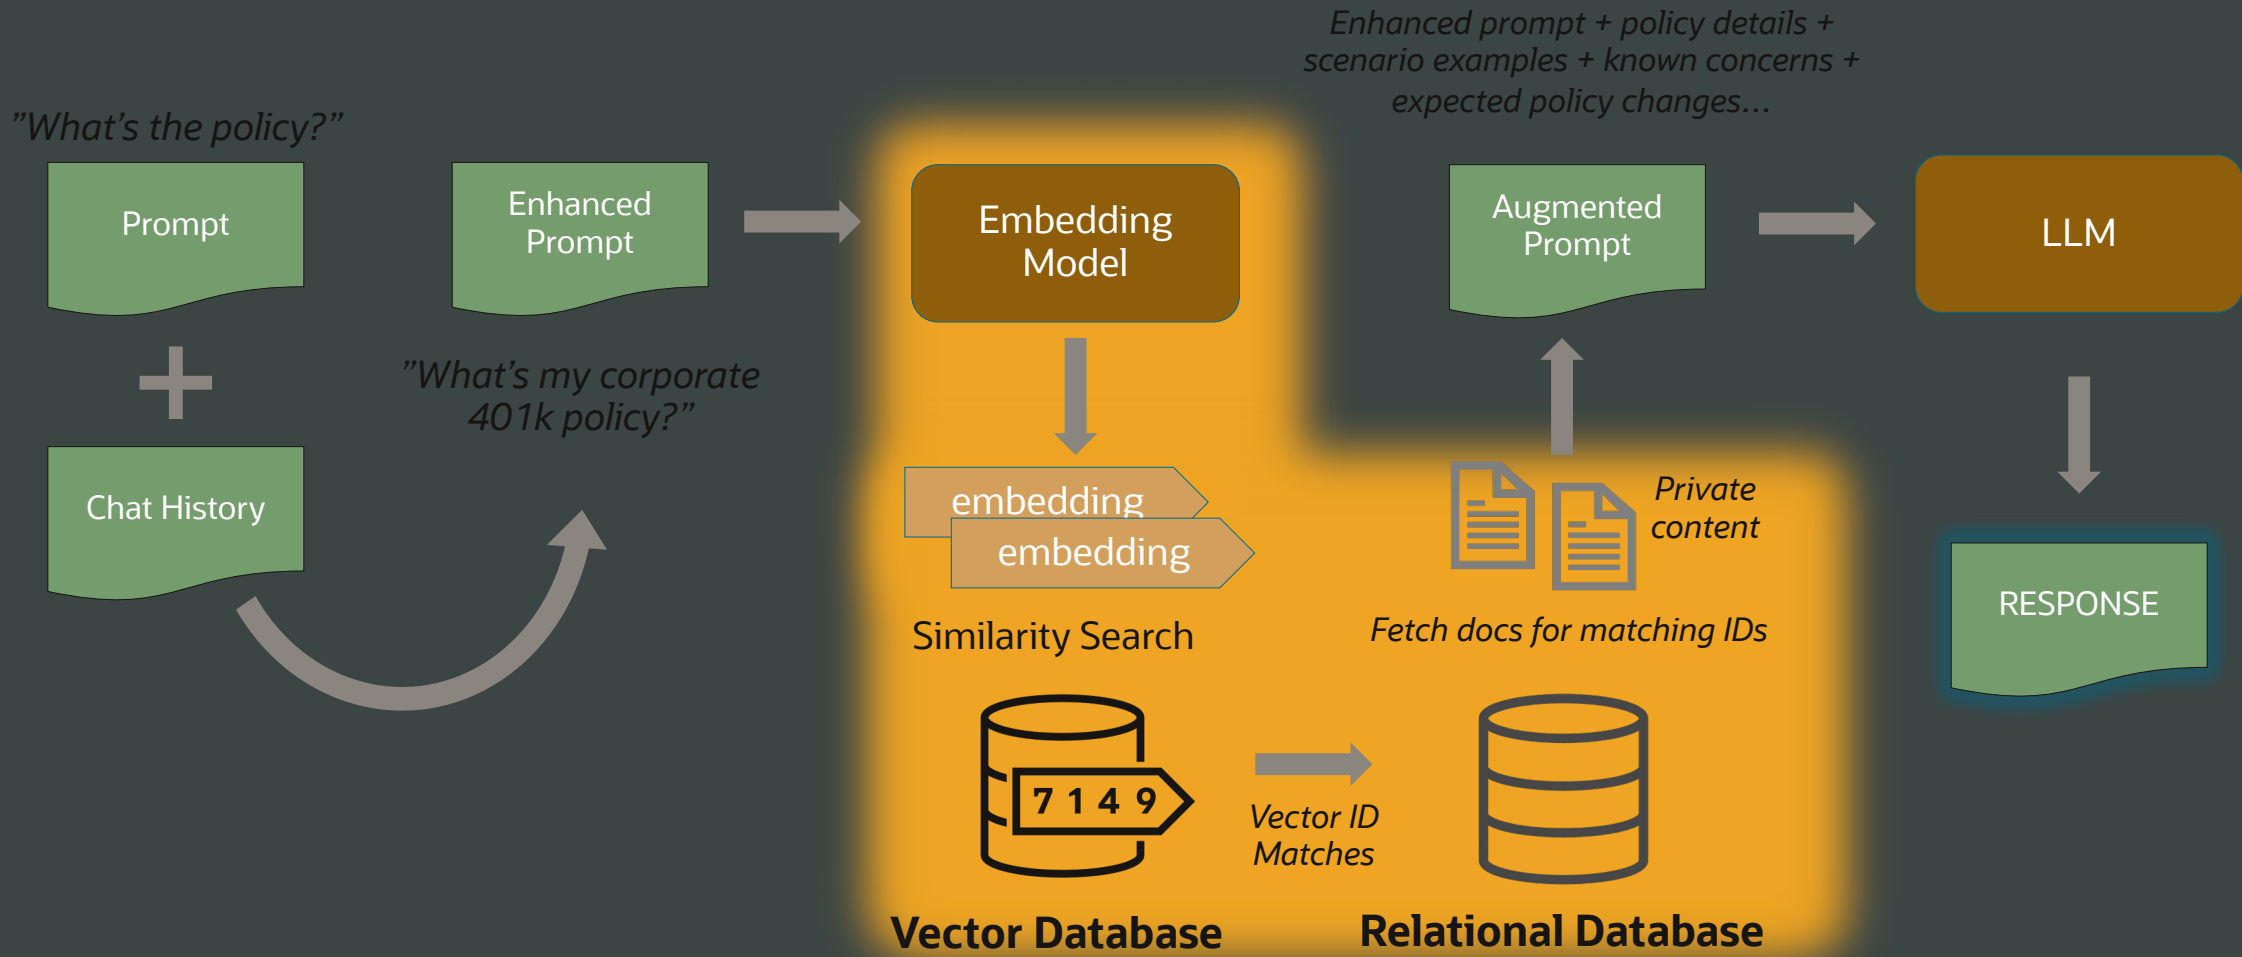 Enhanced prompt + policy details +
scenario examples + known concerns +
expected policy changes...
”What's the policy?”
Prompt
Enhanced
Prompt
Embedding
Model
Augmented
Prompt
LLM
”What's my corporate
401k policy?”
Chat History
embedding
embedding
Similarity Search
Private
content
Fetch docs for matching IDs
RESPONSE
7 1 4 9
Vector ID
Matches
Vector Database
Relational Database